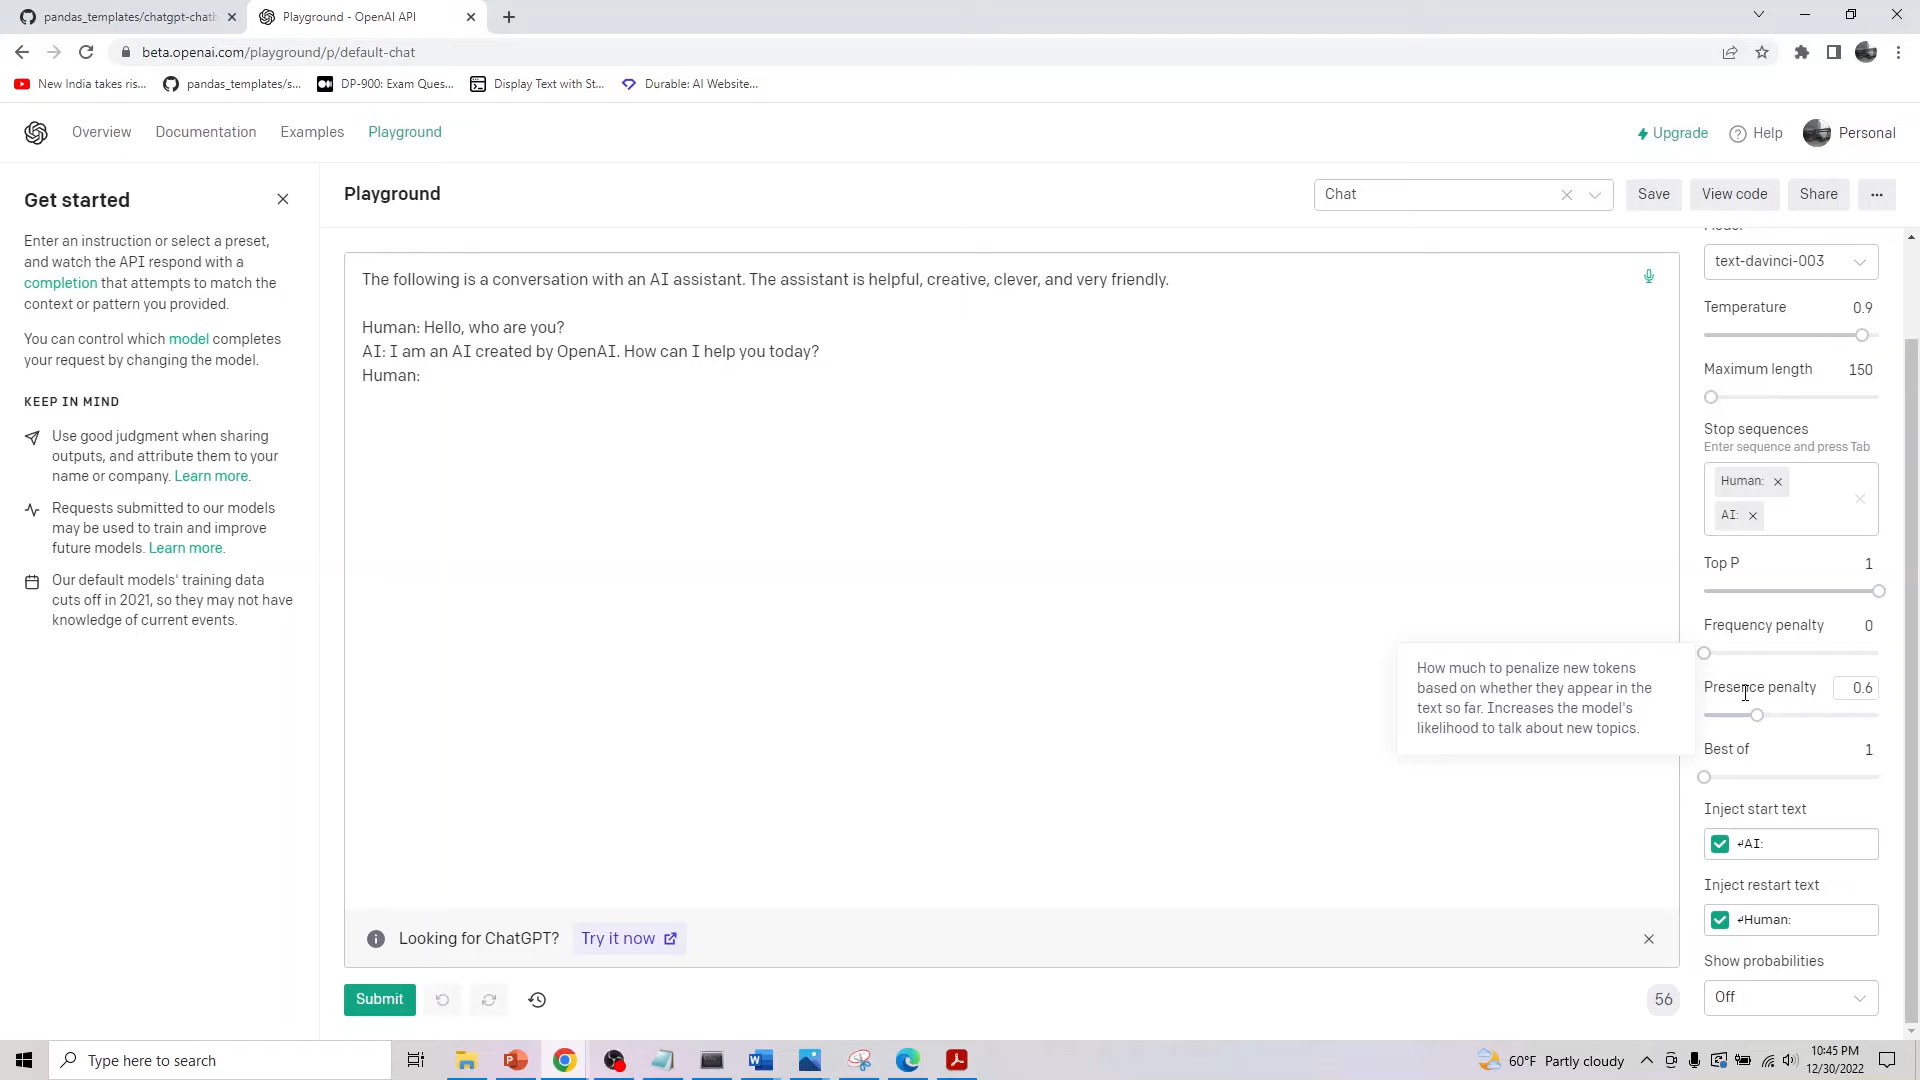 pandas_templates/chatgpt-chatb
Playground - OpenAI API
beta.openai.com/playground/p/default-chat
New India takes ris...
pandas_templates/s...
DP-900: Exam Ques...
Display Text with St...
Durable: AI Website...
Overview
Documentation
Examples
Playground
Upgrade
Help
Personal
Get started
Enter an instruction or select a preset,
and watch the API respond with a
completion that attempts to match the
context or pattern you provided.
You can control which model completes
your request by changing the model.
KEEP IN MIND
Use good judgment when sharing
outputs, and attribute them to your
name or company. Learn more.
Requests submitted to our models
may be used to train and improve
future models. Learn more.
Our default models' training data
cuts off in 2021, so they may not have
knowledge of current events.
Playground
Chat
Save
View code
Share
...
The following is a conversation with an AI assistant. The assistant is helpful, creative, clever, and very friendly.
Human: Hello, who are you?
AI: I am an AI created by OpenAI. How can I help you today?
Human:
Looking for ChatGPT?
Try it now
Submit
56
Model
text-davinci-003
Temperature 0.9
Maximum length 150
Stop sequences
Enter sequence and press Tab
Human:
AI:
Top P 1
Frequency penalty 0
How much to penalize new tokens
based on whether they appear in the
text so far. Increases the model's
likelihood to talk about new topics.
Presence penalty 0.6
Best of 1
Inject start text
↵AI:
Inject restart text
↵Human:
Show probabilities
Off
Type here to search
60°F Partly cloudy
10:45 PM
12/30/2022